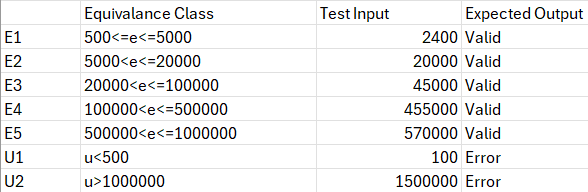 Equivalance Class Test Input Expected Output
E1 500<=e<=5000 2400 Valid
E2 5000<e<=20000 20000 Valid
E3 20000<e<=100000 45000 Valid
E4 100000<e<=500000 455000 Valid
E5 500000<e<=1000000 570000 Valid
U1 u<500 100 Error
U2 u>1000000 1500000 Error